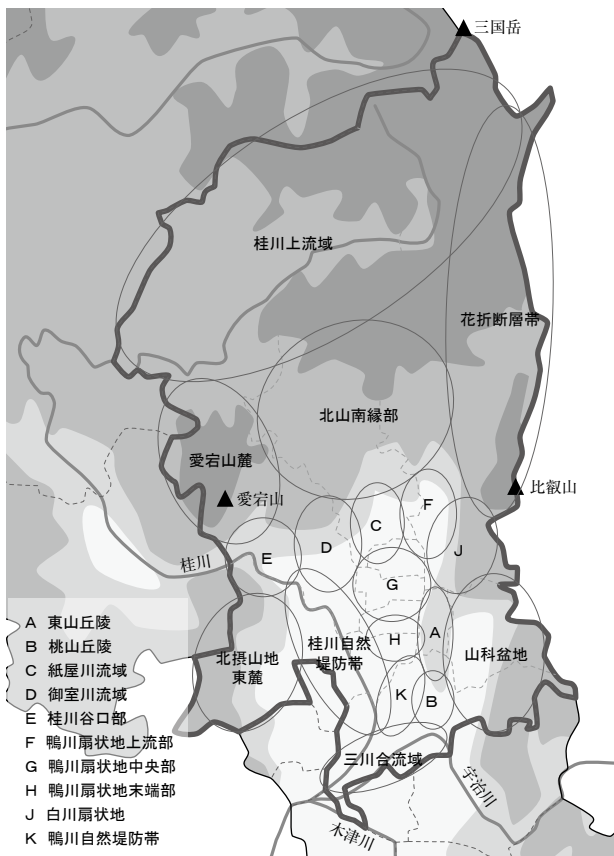 ▲三国岳
桂川上流域
花折断層帯
北山南縁部
愛宕山麓
▲愛宕山
▲比叡山
F
C
D
J
E
桂川
G
A 東山丘陵
B 桃山丘陵
C 紙屋川流域
D 御室川流域
E 桂川谷口部
F 鴨川扇状地上流部
G 鴨川扇状地中央部
H 鴨川扇状地末端部
J 白川扇状地
K 鴨川自然堤防帯
北摂山地
東麓
桂川自然
堤防帯
H
A
山科盆地
K
B
三川合流域
宇治川
木津川